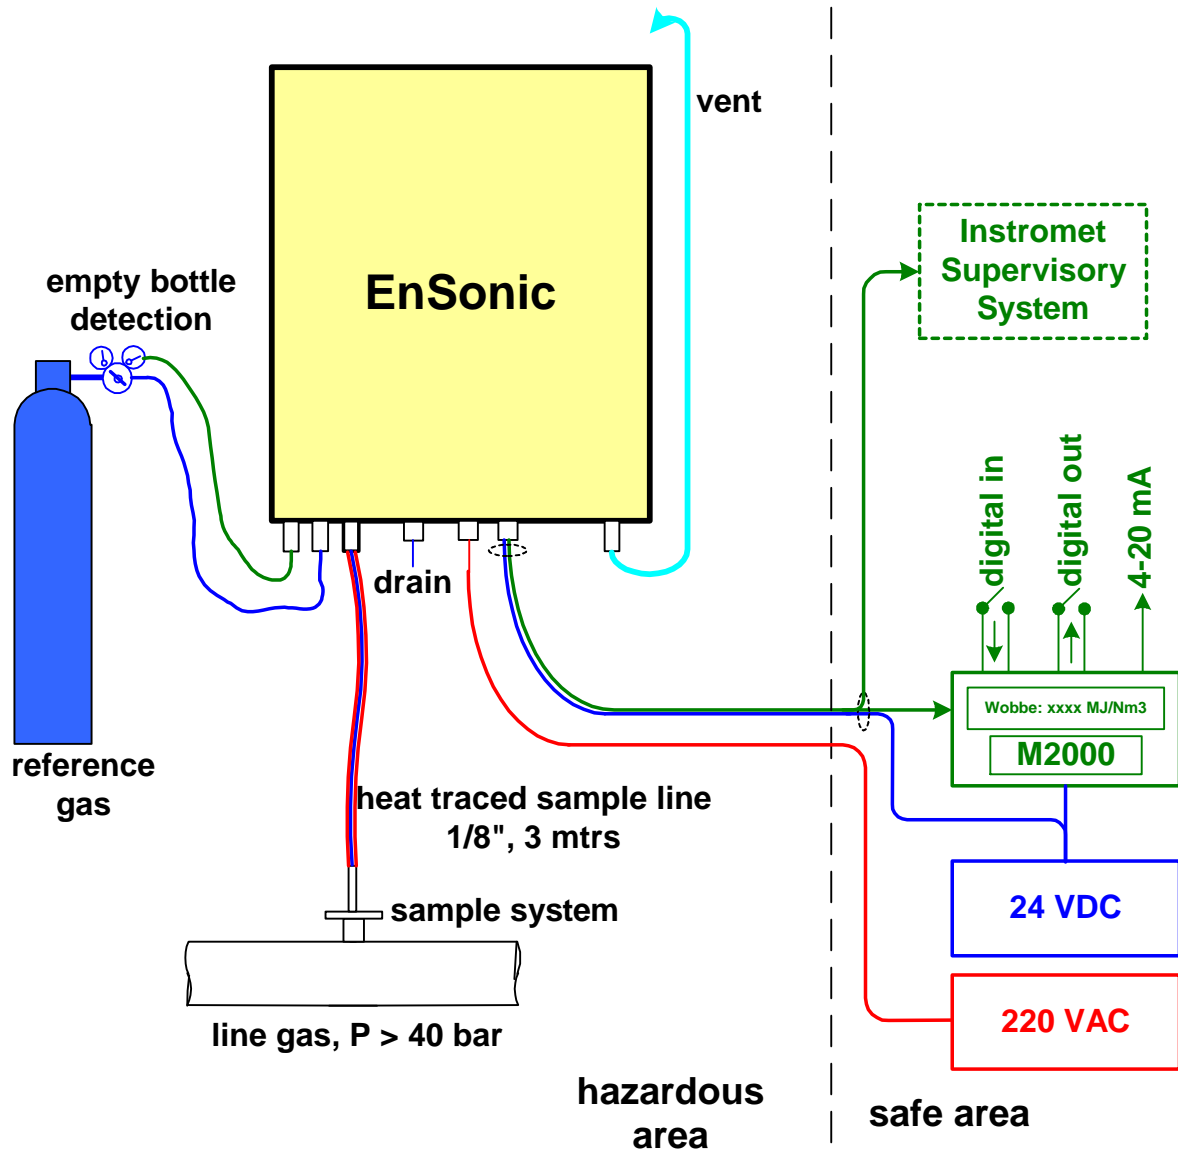 vent
Instromet
Supervisory
System
empty bottle
detection
EnSonic
digital in
digital out
4-20 mA
drain
Wobbe: xxxx MJ/Nm3
M2000
reference
gas
heat traced sample line
1/8", 3 mtrs
24 VDC
sample system
220 VAC
line gas, P > 40 bar
hazardous
area
safe area